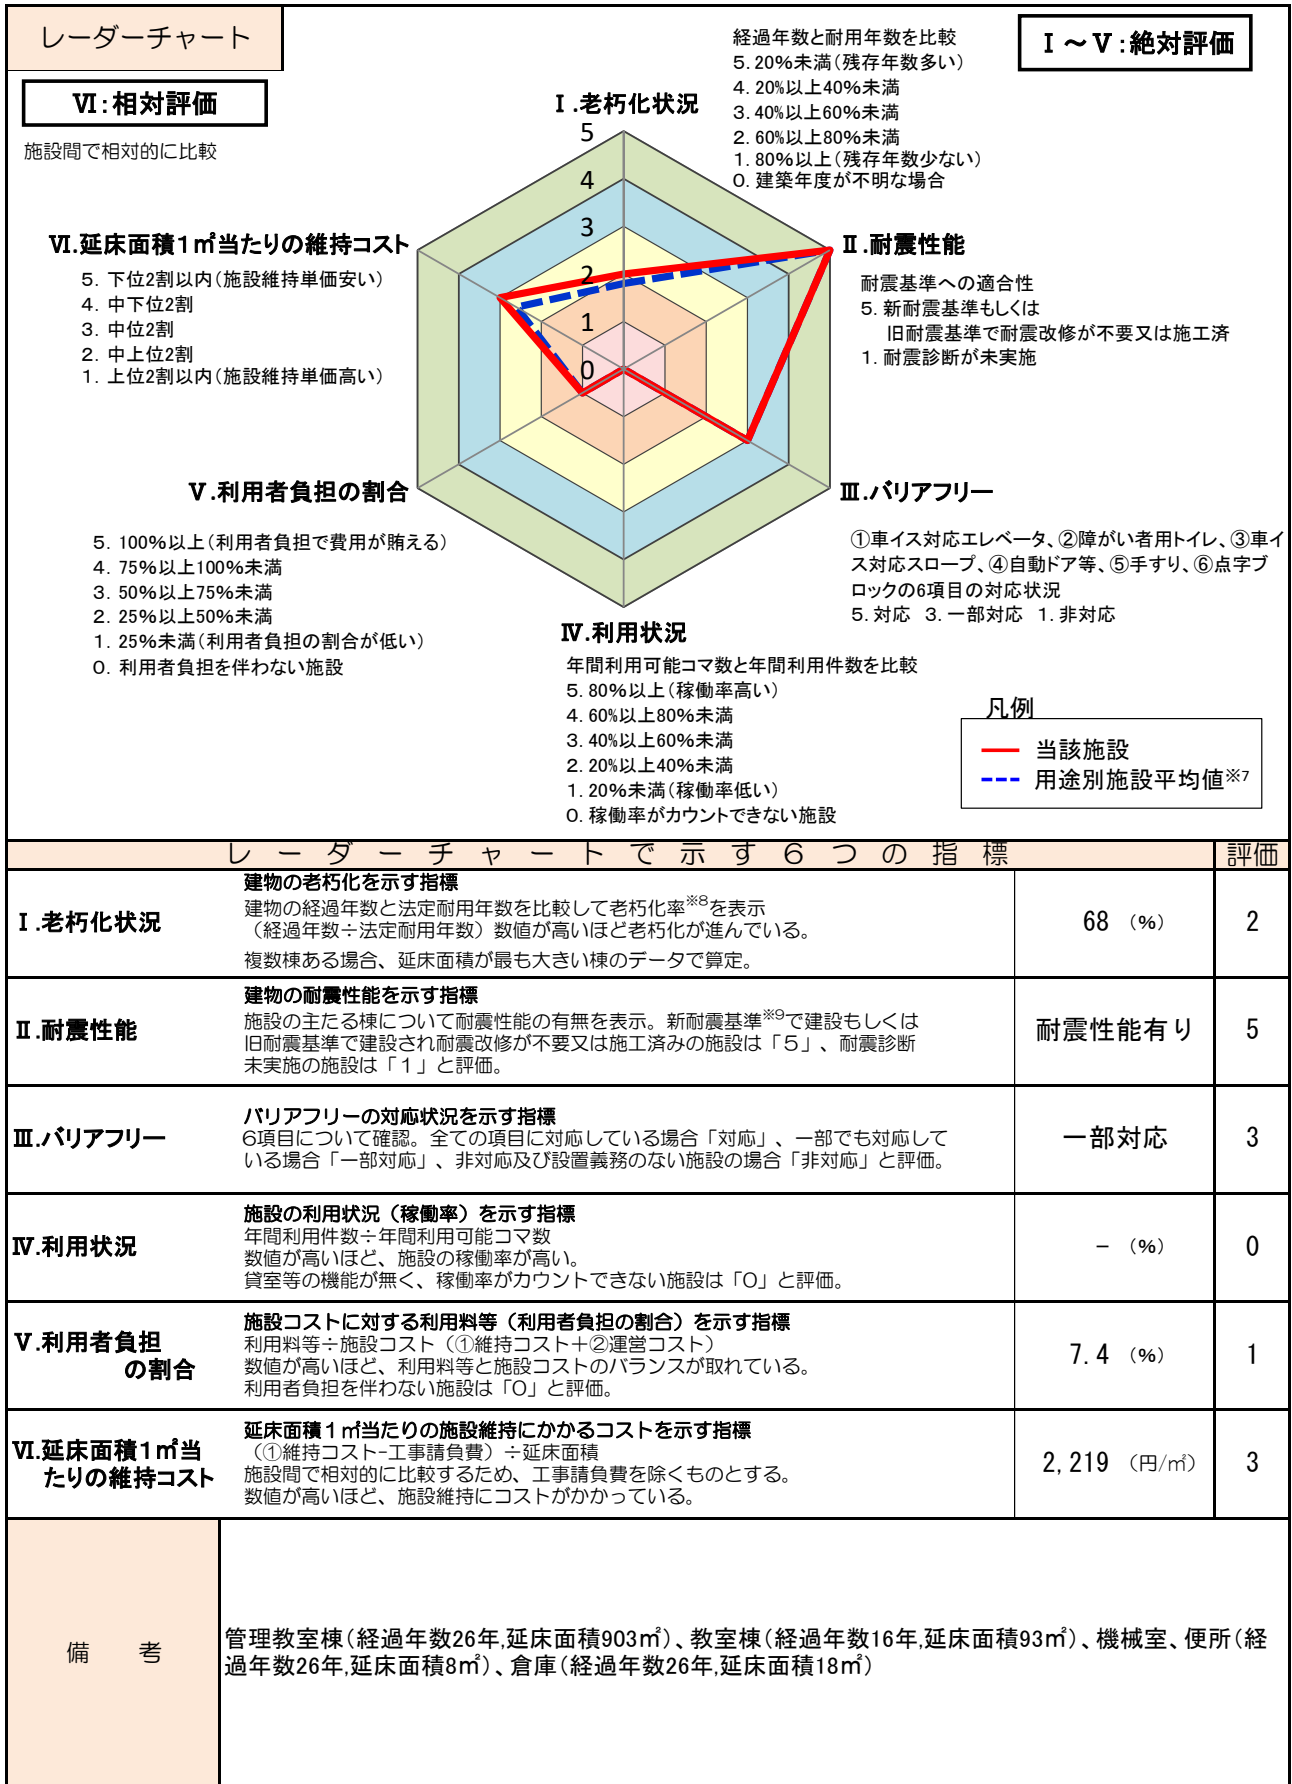 レーダーチャート
Ⅰ～Ⅴ:絶対評価
Ⅵ:相対評価
施設間で相対的に比較
経過年数と耐用年数を比較
5.20%未満(残存年数多い)
4.20%以上40%未満
3.40%以上60%未満
2.60%以上80%未満
1.80%以上(残存年数少ない)
0.建築年度が不明な場合
Ⅰ.老朽化状況
5
4
3
2
1
0
Ⅵ.延床面積1㎡当たりの維持コスト
5. 下位2割以内(施設維持単価安い)
4. 中下位2割
3. 中位2割
2. 中上位2割
1. 上位2割以内(施設維持単価高い)
Ⅱ.耐震性能
耐震基準への適合性
5.新耐震基準もしくは
旧耐震基準で耐震改修が不要又は施工済
1.耐震診断が未実施
Ⅴ.利用者負担の割合
5. 100%以上(利用者負担で費用が賄える)
4. 75%以上100%未満
3. 50%以上75%未満
2. 25%以上50%未満
1. 25%未満(利用者負担の割合が低い)
0. 利用者負担を伴わない施設
Ⅲ.バリアフリー
①車イス対応エレベータ、②障がい者用トイレ、③車イ
ス対応スロープ、④自動ドア等、⑤手すり、⑥点字ブ
ロックの6項目の対応状況
5.対応 3.一部対応 1.非対応
Ⅳ.利用状況
年間利用可能コマ数と年間利用件数を比較
5.80%以上(稼働率高い)
4.60%以上80%未満
3.40%以上60%未満
2.20%以上40%未満
1.20%未満(稼働率低い)
0.稼働率がカウントできない施設
凡例
当該施設
用途別施設平均値※7
レーダーチャートで示す6つの指標 評価
Ⅰ.老朽化状況
建物の老朽化を示す指標
建物の経過年数と法定耐用年数を比較して老朽化率※8を表示
(経過年数÷法定耐用年数)数値が高いほど老朽化が進んでいる。
複数棟ある場合、延床面積が最も大きい棟のデータで算定。
68 (%) 2
Ⅱ.耐震性能
建物の耐震性能を示す指標
施設の主たる棟について耐震性能の有無を表示。新耐震基準※9で建設もしくは
旧耐震基準で建設され耐震改修が不要又は施工済みの施設は「5」、耐震診断
未実施の施設は「1」と評価。
耐震性能有り 5
Ⅲ.バリアフリー
バリアフリーの対応状況を示す指標
6項目について確認。全ての項目に対応している場合「対応」、一部でも対応して
いる場合「一部対応」、非対応及び設置義務のない施設の場合「非対応」と評価。
一部対応 3
Ⅳ.利用状況
施設の利用状況(稼働率)を示す指標
年間利用件数÷年間利用可能コマ数
数値が高いほど、施設の稼働率が高い。
貸室等の機能が無く、稼働率がカウントできない施設は「0」と評価。
- (%) 0
Ⅴ.利用者負担
の割合
施設コストに対する利用料等(利用者負担の割合)を示す指標
利用料等÷施設コスト(①維持コスト+②運営コスト)
数値が高いほど、利用料等と施設コストのバランスが取れている。
利用者負担を伴わない施設は「0」と評価。
7.4 (%) 1
Ⅵ.延床面積1㎡当
たりの維持コスト
延床面積1㎡当たりの施設維持にかかるコストを示す指標
(①維持コスト-工事請負費)÷延床面積
施設間で相対的に比較するため、工事請負費を除くものとする。
数値が高いほど、施設維持にコストがかかっている。
2,219 (円/㎡) 3
備 考
管理教室棟(経過年数26年,延床面積903㎡)、教室棟(経過年数16年,延床面積93㎡)、機械室、便所(経
過年数26年,延床面積8㎡)、倉庫(経過年数26年,延床面積18㎡)